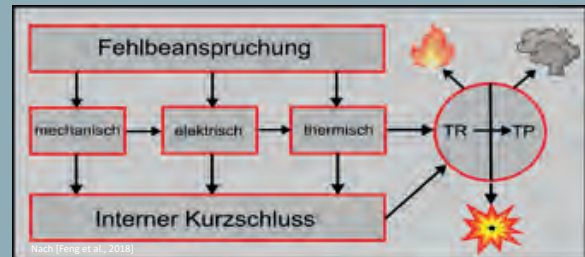 Fehlbeanspruchung
mechanisch
elektrisch
thermisch
TR
TP
Interner Kurzschluss
Nach [Feng et al., 2018]